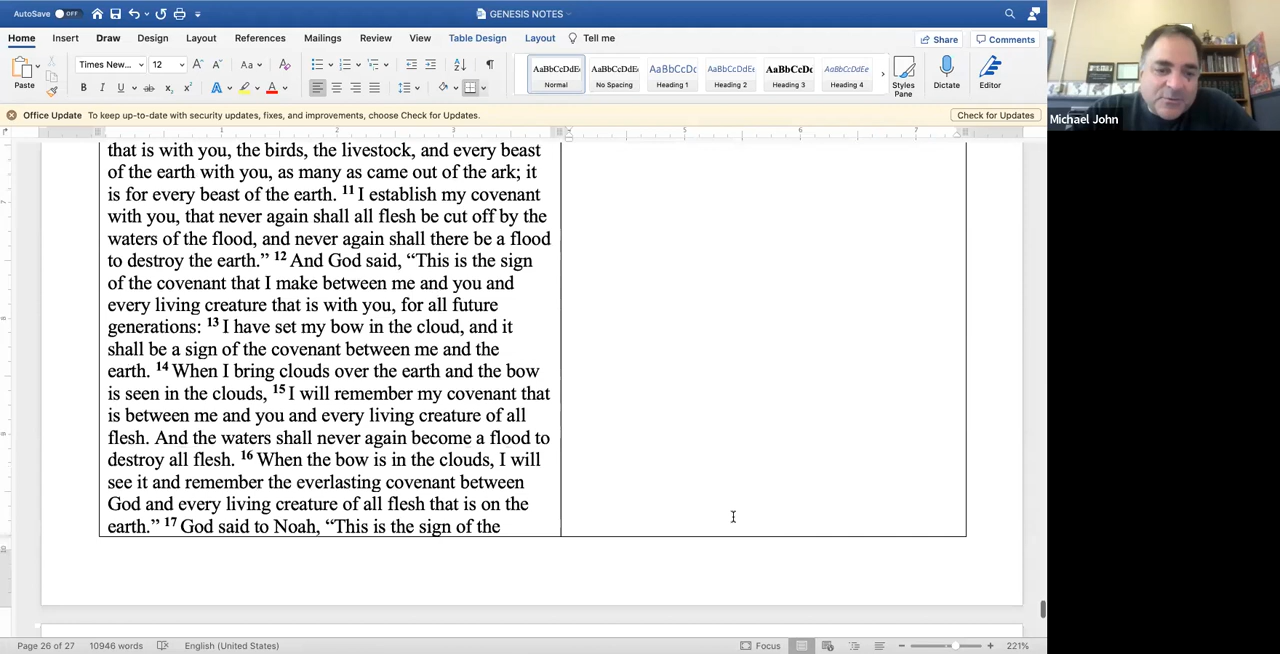 AutoSave OFF GENESIS NOTES
Home Insert Draw Design Layout References Mailings Review View Table Design Layout Tell me Share Comments
Paste Times New... 12 Aa
AaBbCcDdEe AaBbCcDdEe AaBbCcDc AaBbCcDdEe AaBbCcDc AaBbCcDdEe
Normal No Spacing Heading 1 Heading 2 Heading 3 Heading 4 Styles Pane Dictate Editor
Office Update To keep up-to-date with security updates, fixes, and improvements, choose Check for Updates. Check for Updates
Michael John
that is with you, the birds, the livestock, and every beast
of the earth with you, as many as came out of the ark; it
is for every beast of the earth. 11 I establish my covenant
with you, that never again shall all flesh be cut off by the
waters of the flood, and never again shall there be a flood
to destroy the earth.” 12 And God said, “This is the sign
of the covenant that I make between me and you and
every living creature that is with you, for all future
generations: 13 I have set my bow in the cloud, and it
shall be a sign of the covenant between me and the
earth. 14 When I bring clouds over the earth and the bow
is seen in the clouds, 15 I will remember my covenant that
is between me and you and every living creature of all
flesh. And the waters shall never again become a flood to
destroy all flesh. 16 When the bow is in the clouds, I will
see it and remember the everlasting covenant between
God and every living creature of all flesh that is on the
earth.” 17 God said to Noah, “This is the sign of the
Page 26 of 27 10946 words English (United States) Focus 221%